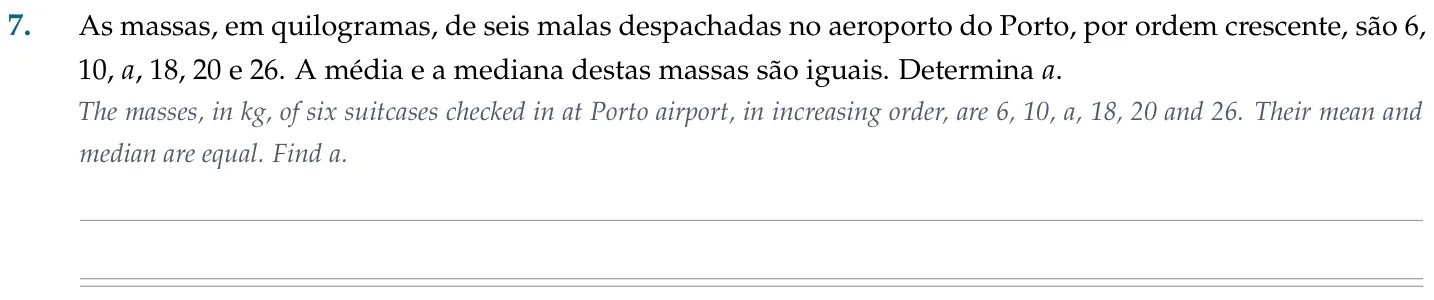 7. As massas, em quilogramas, de seis malas despachadas no aeroporto do Porto, por ordem crescente, são 6,
10, a, 18, 20 e 26. A média e a mediana destas massas são iguais. Determina a.
The masses, in kg, of six suitcases checked in at Porto airport, in increasing order, are 6, 10, a, 18, 20 and 26. Their mean and
median are equal. Find a.